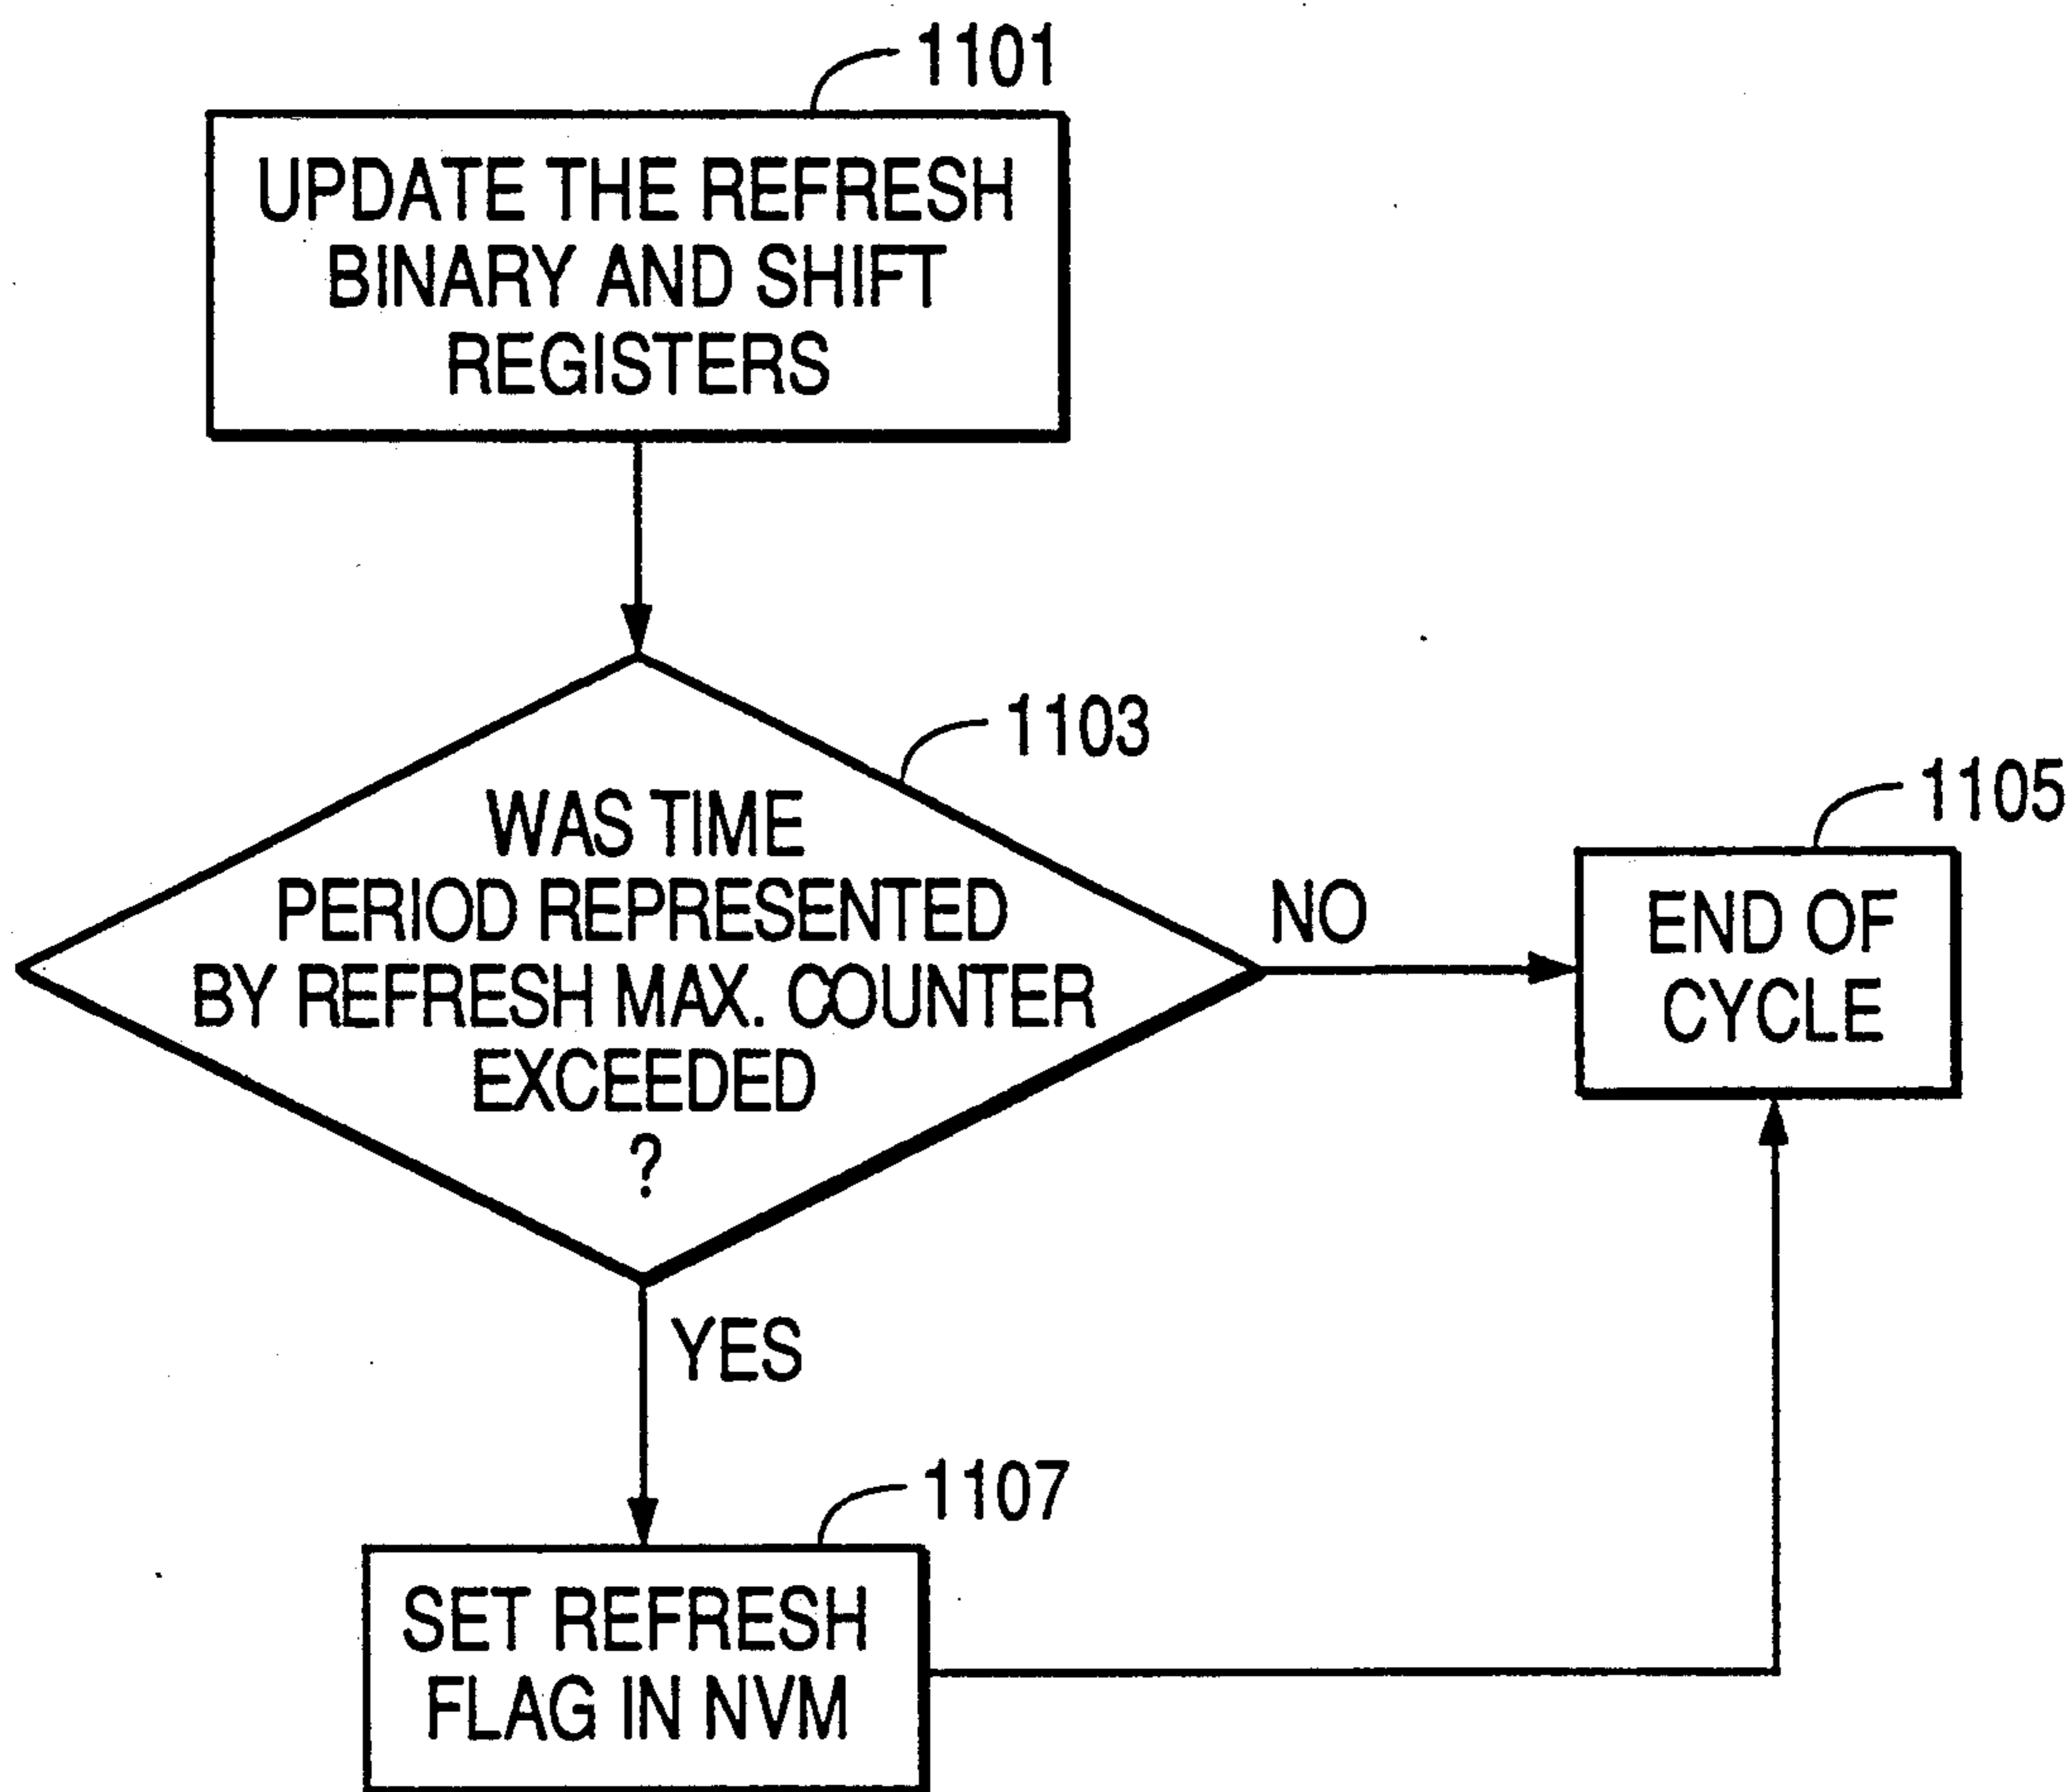 1101
UPDATE THE REFRESH
BINARY AND SHIFT
REGISTERS
1103
WAS TIME
PERIOD REPRESENTED
BY REFRESH MAX. COUNTER
EXCEEDED
?
NO
1105
END OF
CYCLE
YES
1107
SET REFRESH
FLAG IN NVM